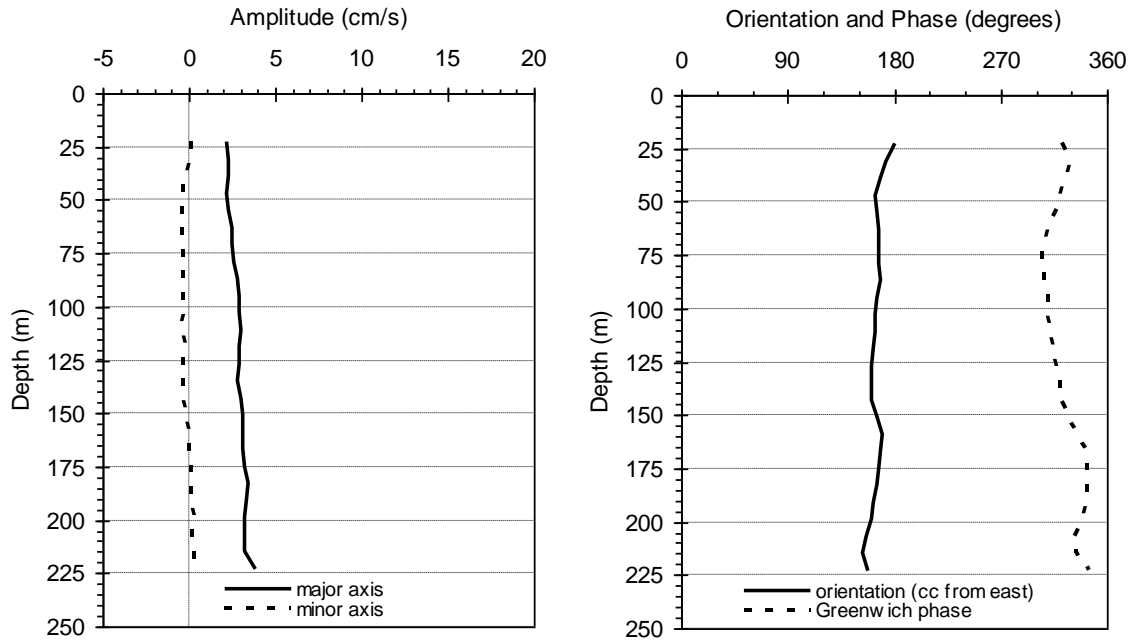 Amplitude (cm/s)
-5 0 5 10 15 20
0
25
50
75
100
125
150
175
200
225
250
Depth (m)
major axis
minor axis
Orientation and Phase (degrees)
0 90 180 270 360
0
25
50
75
100
125
150
175
200
225
250
Depth (m)
orientation (cc from east)
Greenwich phase